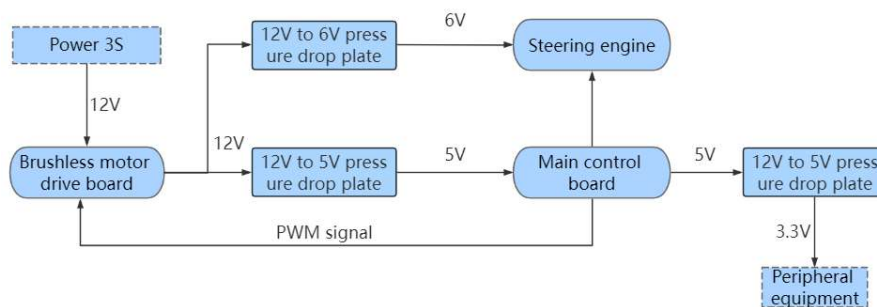 Power 3S
12V to 6V press
ure drop plate
6V
Steering engine
12V
12V
Brushless motor
drive board
12V to 5V press
ure drop plate
5V
Main control
board
5V
12V to 5V press
ure drop plate
PWM signal
3.3V
Peripheral
equipment